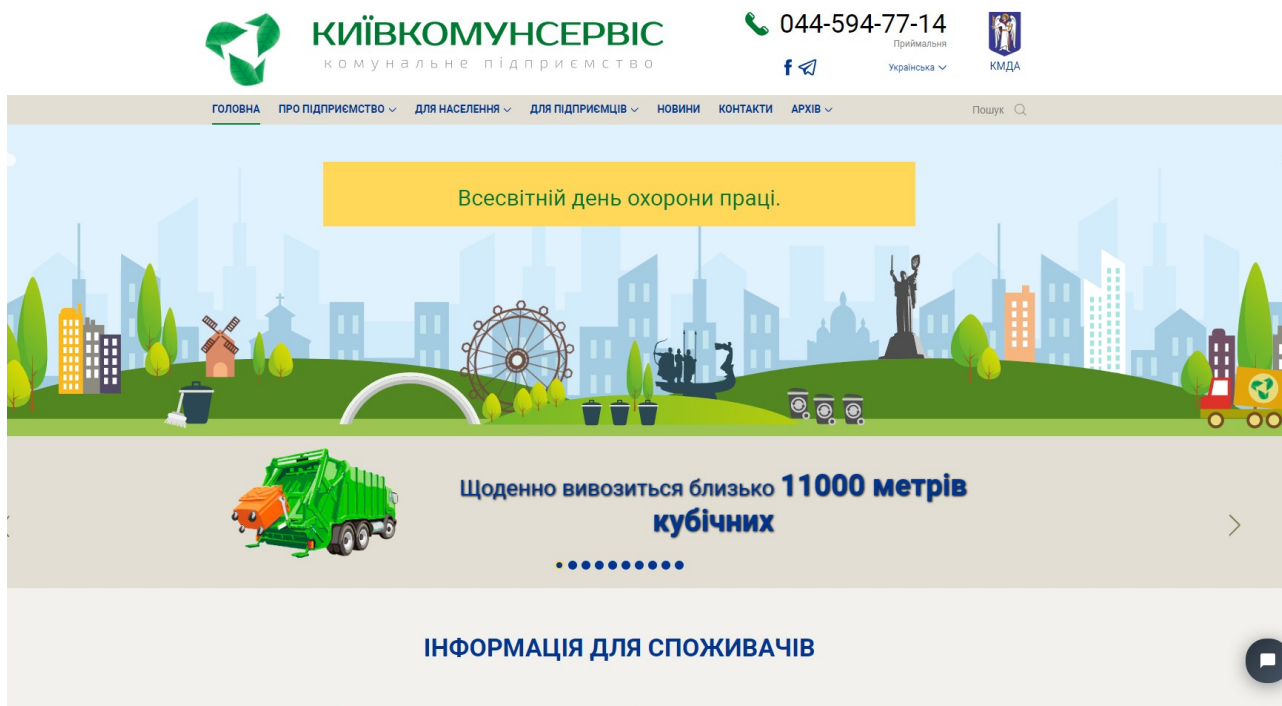 КИЇВКОМУНСЕРВІС
комунальне підприємство
044-594-77-14
Приймальня
Українська
КМДА
ГОЛОВНА ПРО ПІДПРИЄМСТВО ДЛЯ НАСЕЛЕННЯ ДЛЯ ПІДПРИЄМЦІВ НОВИНИ КОНТАКТИ АРХІВ Пошук
Всесвітній день охорони праці.
Щоденно вивозиться близько 11000 метрів
кубічних
ІНФОРМАЦІЯ ДЛЯ СПОЖИВАЧІВ